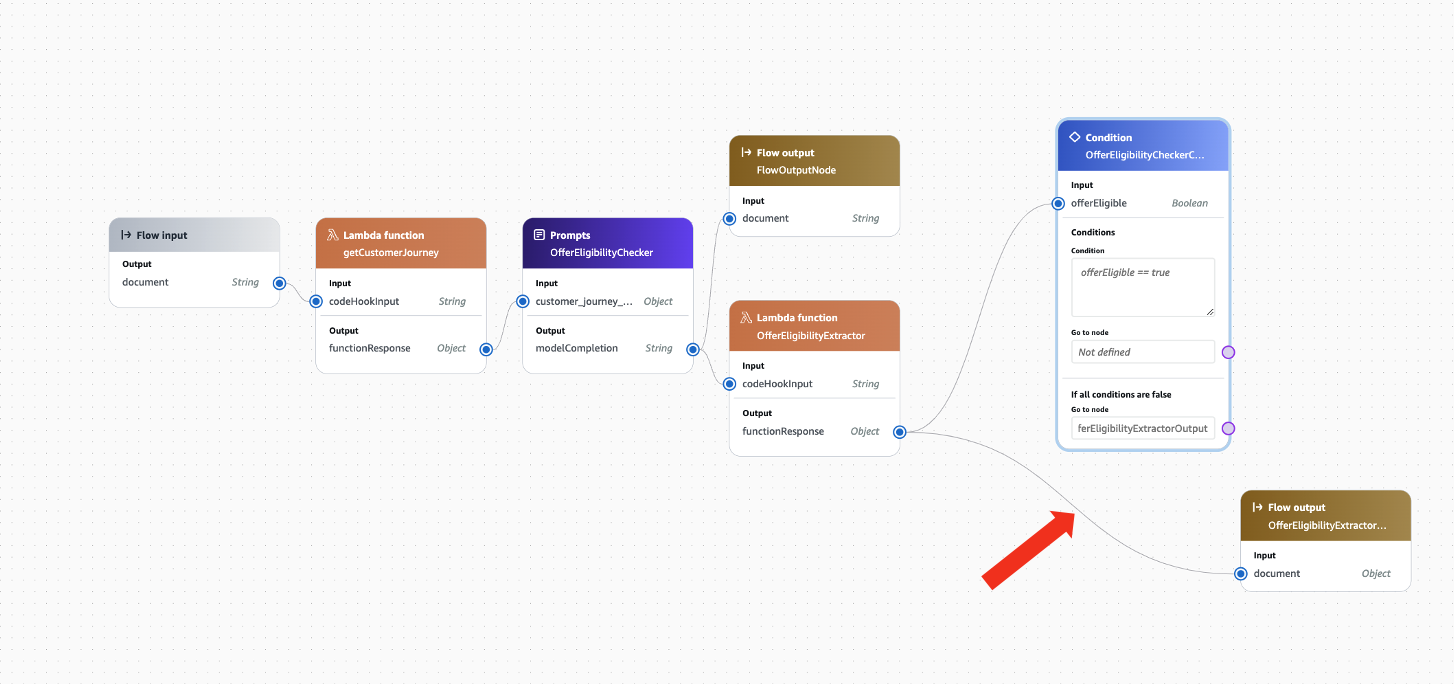 Flow input
Output
document String
Lambda function
getCustomerJourney
Input
codeHookInput String
Output
functionResponse Object
Prompts
OfferEligibilityChecker
Input
customer_journey_... Object
Output
modelCompletion String
Flow output
FlowOutputNode
Input
document String
Lambda function
OfferEligibilityExtractor
Input
codeHookInput String
Output
functionResponse Object
Condition
OfferEligibilityCheckerC...
Input
offerEligible Boolean
Conditions
Condition
offerEligible == true
Go to node
Not defined
If all conditions are false
Go to node
ferEligibilityExtractorOutput
Flow output
OfferEligibilityExtractor...
Input
document Object